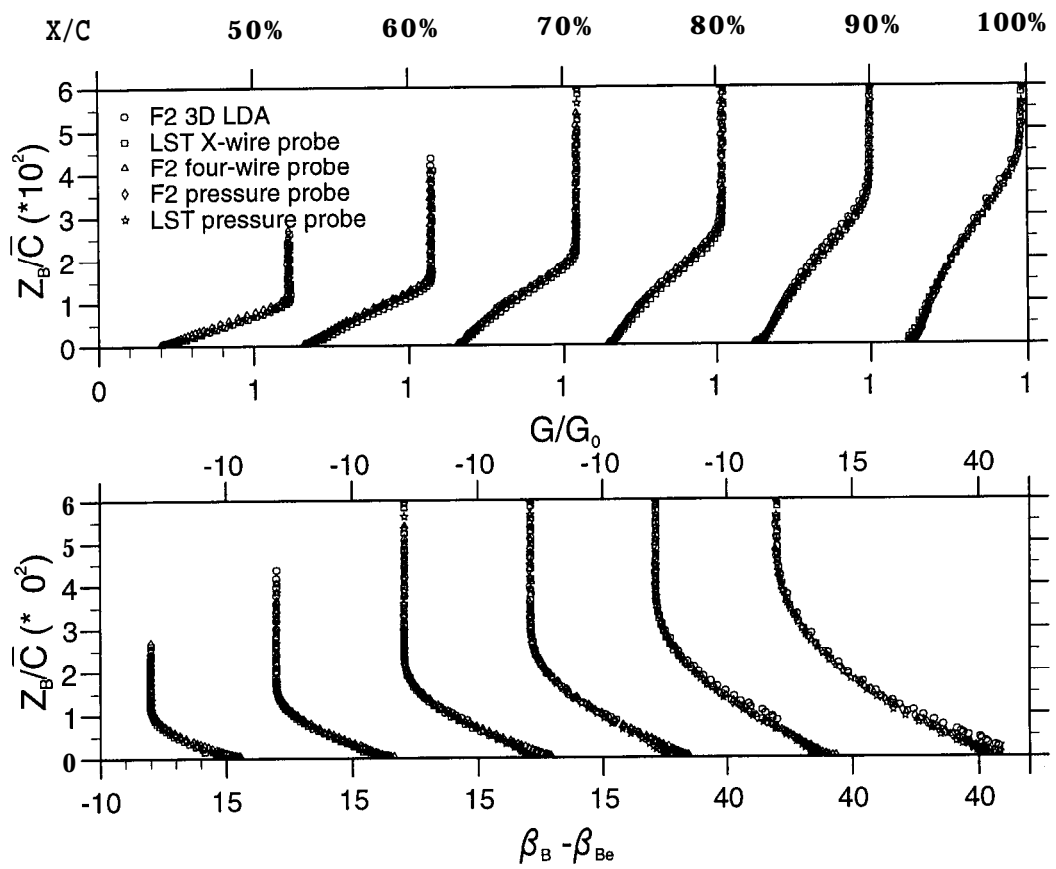 X/C 50% 60% 70% 80% 90% 100%
6
5
4
3
2
1
0
Z_B/C̅ (*10²)
○ F2 3D LDA
□ LST X-wire probe
△ F2 four-wire probe
◇ F2 pressure probe
☆ LST pressure probe
0 1 1 1 1 1 1
G/G₀
-10 -10 -10 -10 -10 15 40
6
5
4
3
2
1
0
Z_B/C̅ (* 0²)
-10 15 15 15 15 40 40 40
β_B -β_Be